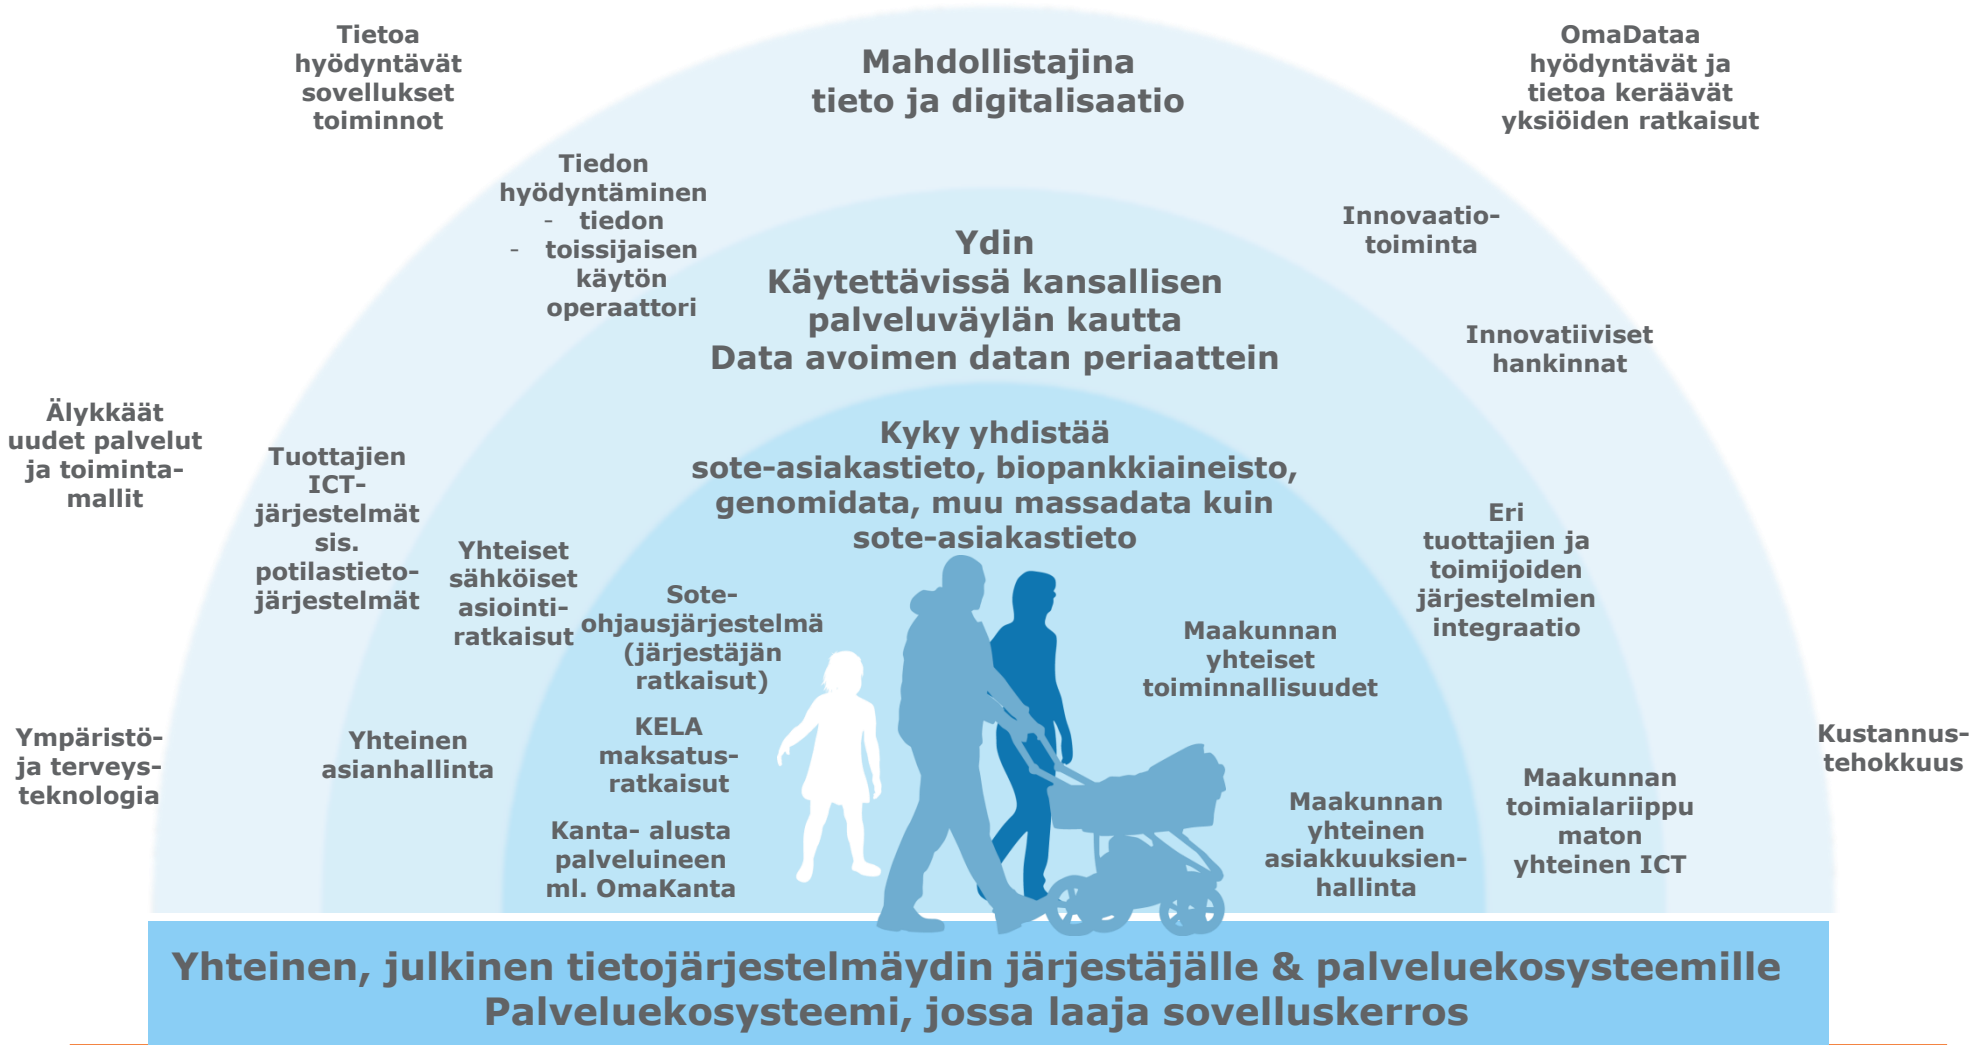 Tietoa
hyödyntävät
sovellukset
toiminnot
Mahdollistajina
tieto ja digitalisaatio
OmaDataa
hyödyntävät ja
tietoa keräävät
yksiöiden ratkaisut
Tiedon
hyödyntäminen
- tiedon
- toissijaisen
käytön
operaattori
Innovaatio-
toiminta
Ydin
Käytettävissä kansallisen
palveluväylän kautta
Data avoimen datan periaattein
Innovatiiviset
hankinnat
Älykkäät
uudet palvelut
ja toiminta-
mallit
Tuottajien
ICT-
järjestelmät
sis.
potilastieto-
järjestelmät
Kyky yhdistää
sote-asiakastieto, biopankkiaineisto,
genomidata, muu massadata kuin
sote-asiakastieto
Eri
tuottajien ja
toimijoiden
järjestelmien
integraatio
Yhteiset
sähköiset
asiointi-
ratkaisut
Sote-
ohjausjärjestelmä
(järjestäjän
ratkaisut)
Maakunnan
yhteiset
toiminnallisuudet
Ympäristö-
ja terveys-
teknologia
Yhteinen
asianhallinta
KELA
maksatus-
ratkaisut
Kustannus-
tehokkuus
Kanta- alusta
palveluineen
ml. OmaKanta
Maakunnan
yhteinen
asiakkuuksien-
hallinta
Maakunnan
toimialariippu
maton
yhteinen ICT
Yhteinen, julkinen tietojärjestelmäydin järjestäjälle & palveluekosysteemille
Palveluekosysteemi, jossa laaja sovelluskerros